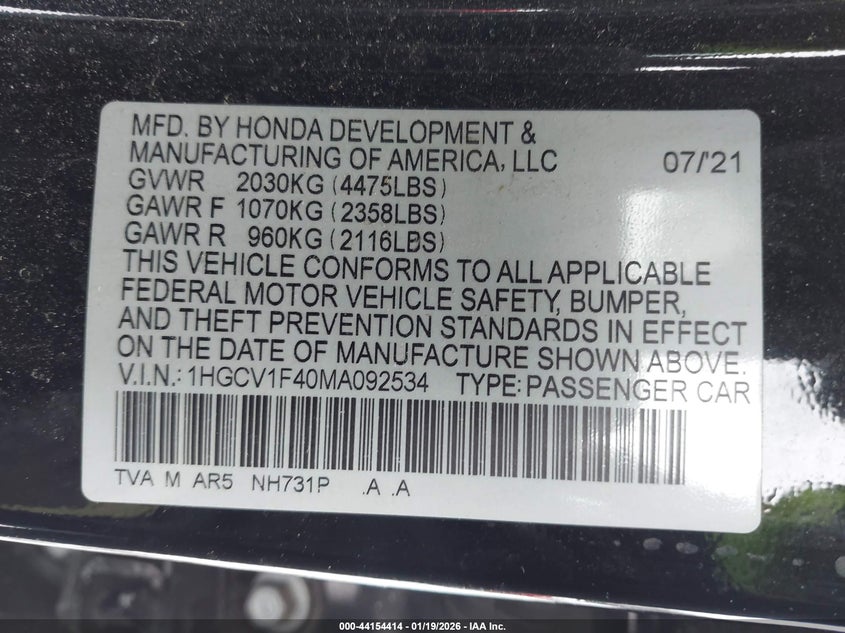 MFD. BY HONDA DEVELOPMENT &
MANUFACTURING OF AMERICA, LLC 07/'21
GVWR 2030KG (4475LBS)
GAWR F 1070KG (2358LBS)
GAWR R 960KG (2116LBS)
THIS VEHICLE CONFORMS TO ALL APPLICABLE
FEDERAL MOTOR VEHICLE SAFETY, BUMPER,
AND THEFT PREVENTION STANDARDS IN EFFECT
ON THE DATE OF MANUFACTURE SHOWN ABOVE.
V.I.N.: 1HGCV1F40MA092534 TYPE: PASSENGER CAR
TVA M AR5 NH731P .A .A
000-44154414 - 01/19/2026 - IAA Inc.